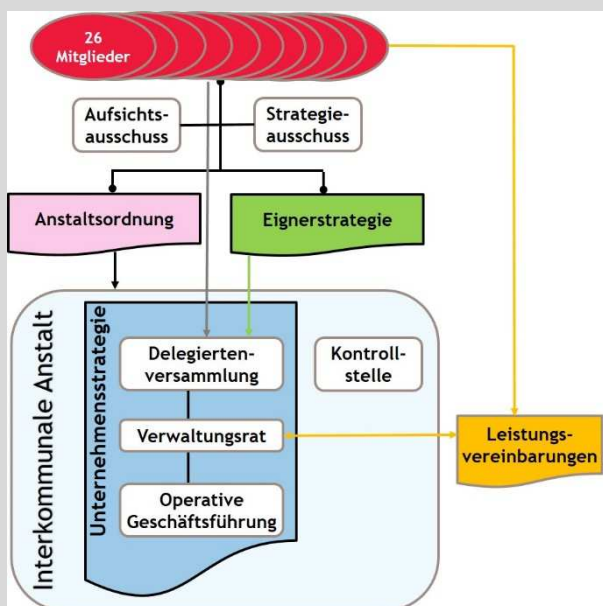 26
Mitglieder
Aufsichts-
ausschuss
Strategie-
ausschuss
Anstaltsordnung
Eignerstrategie
Interkommunale Anstalt
Unternehmensstrategie
Delegierten-
versammlung
Kontroll-
stelle
Verwaltungsrat
Leistungs-
vereinbarungen
Operative
Geschäftsführung